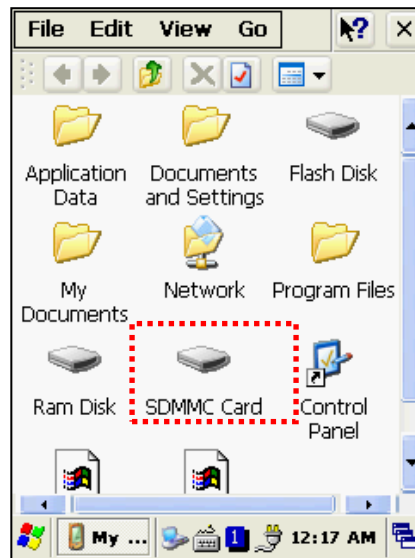 File Edit View Go
?
Application Data
Documents and Settings
Flash Disk
My Documents
Network
Program Files
Ram Disk
SDMMC Card
Control Panel
My ...
1
12:17 AM